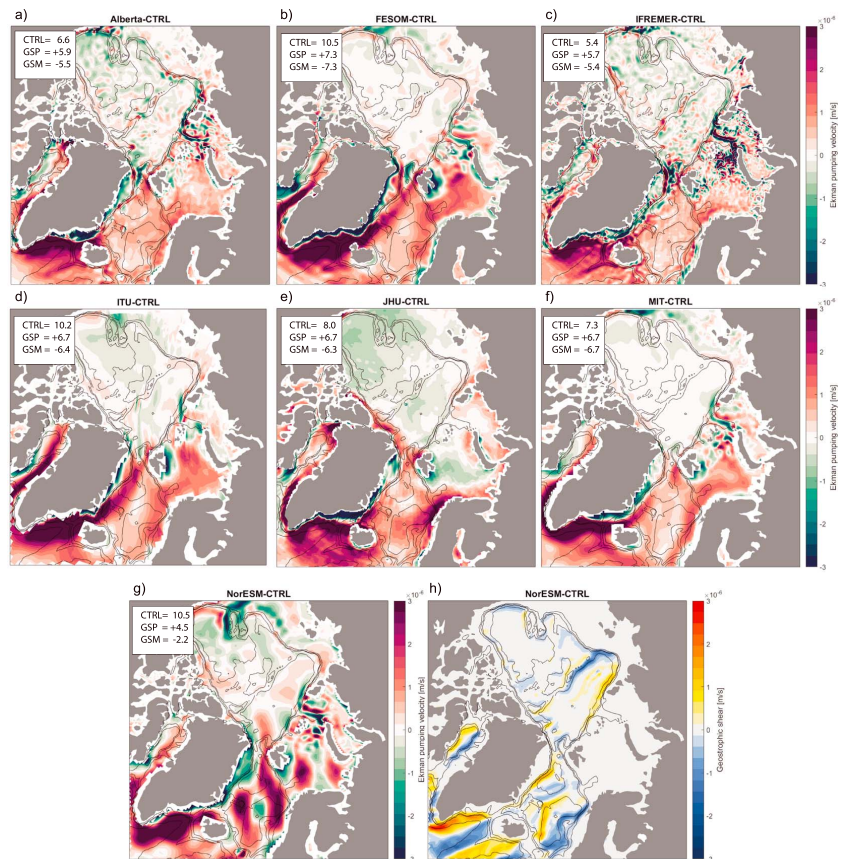 a)
Alberta-CTRL
CTRL= 6.6
GSP = +5.9
GSM = -5.5
b)
FESOM-CTRL
CTRL= 10.5
GSP = +7.3
GSM = -7.3
c)
IFREMER-CTRL
CTRL= 5.4
GSP = +5.7
GSM = -5.4
×10⁻⁶
3
2
1
0
-1
-2
-3
Ekman pumping velocity [m/s]
d)
ITU-CTRL
CTRL= 10.2
GSP = +6.7
GSM = -6.4
e)
JHU-CTRL
CTRL= 8.0
GSP = +6.7
GSM = -6.3
f)
MIT-CTRL
CTRL= 7.3
GSP = +6.7
GSM = -6.7
×10⁻⁶
3
2
1
0
-1
-2
-3
Ekman pumping velocity [m/s]
g)
NorESM-CTRL
CTRL= 10.5
GSP = +4.5
GSM = -2.2
×10⁻⁶
3
2
1
0
-1
-2
-3
Ekman pumping velocity [m/s]
h)
NorESM-CTRL
×10⁻⁶
3
2
1
0
-1
-2
-3
Geostrophic shear [m/s]